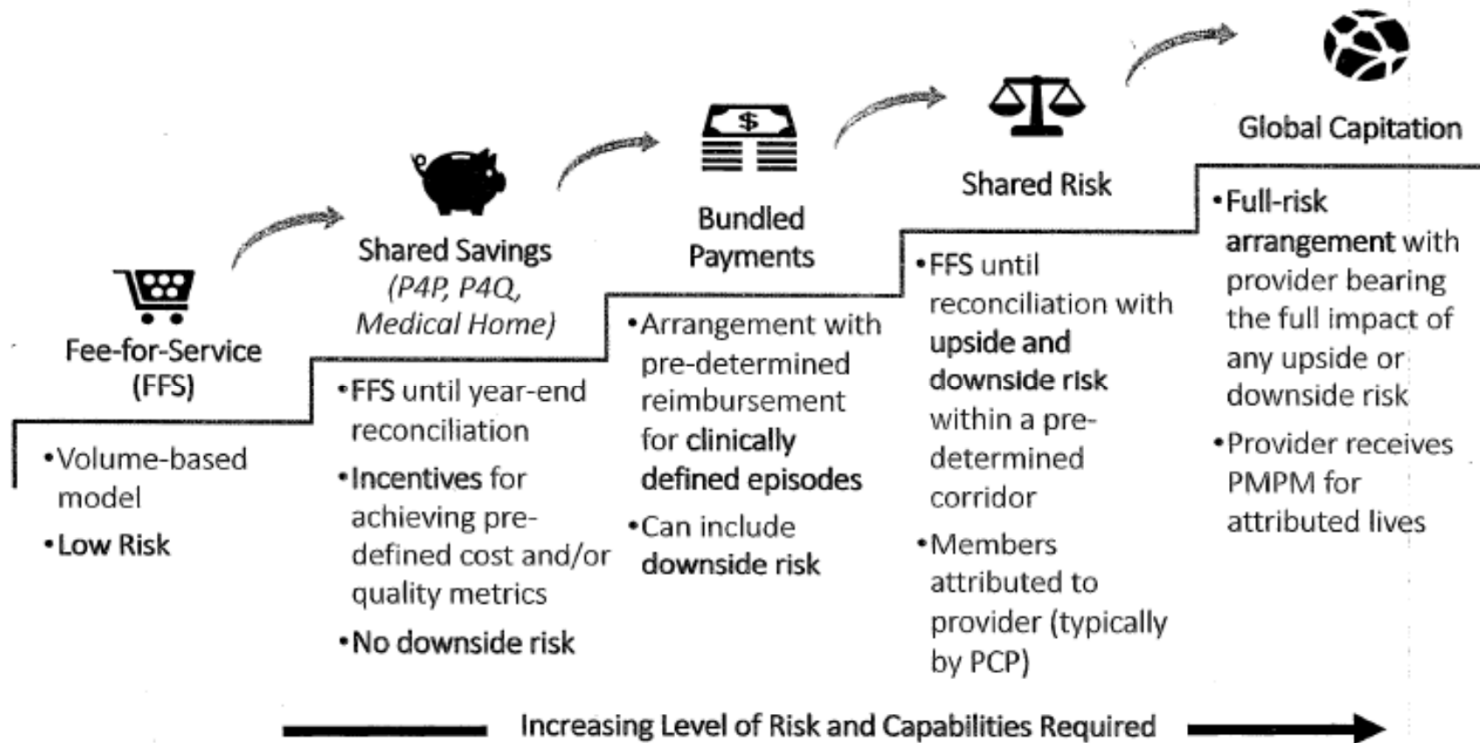 Fee-for-Service
(FFS)
•Volume-based
model
•Low Risk
Shared Savings
(P4P, P4Q,
Medical Home)
•FFS until year-end
reconciliation
•Incentives for
achieving pre-
defined cost and/or
quality metrics
•No downside risk
$
Bundled
Payments
•Arrangement with
pre-determined
reimbursement
for clinically
defined episodes
•Can include
downside risk
Shared Risk
•FFS until
reconciliation with
upside and
downside risk
within a pre-
determined
corridor
•Members
attributed to
provider (typically
by PCP)
Global Capitation
•Full-risk
arrangement with
provider bearing
the full impact of
any upside or
downside risk
•Provider receives
PMPM for
attributed lives
Increasing Level of Risk and Capabilities Required